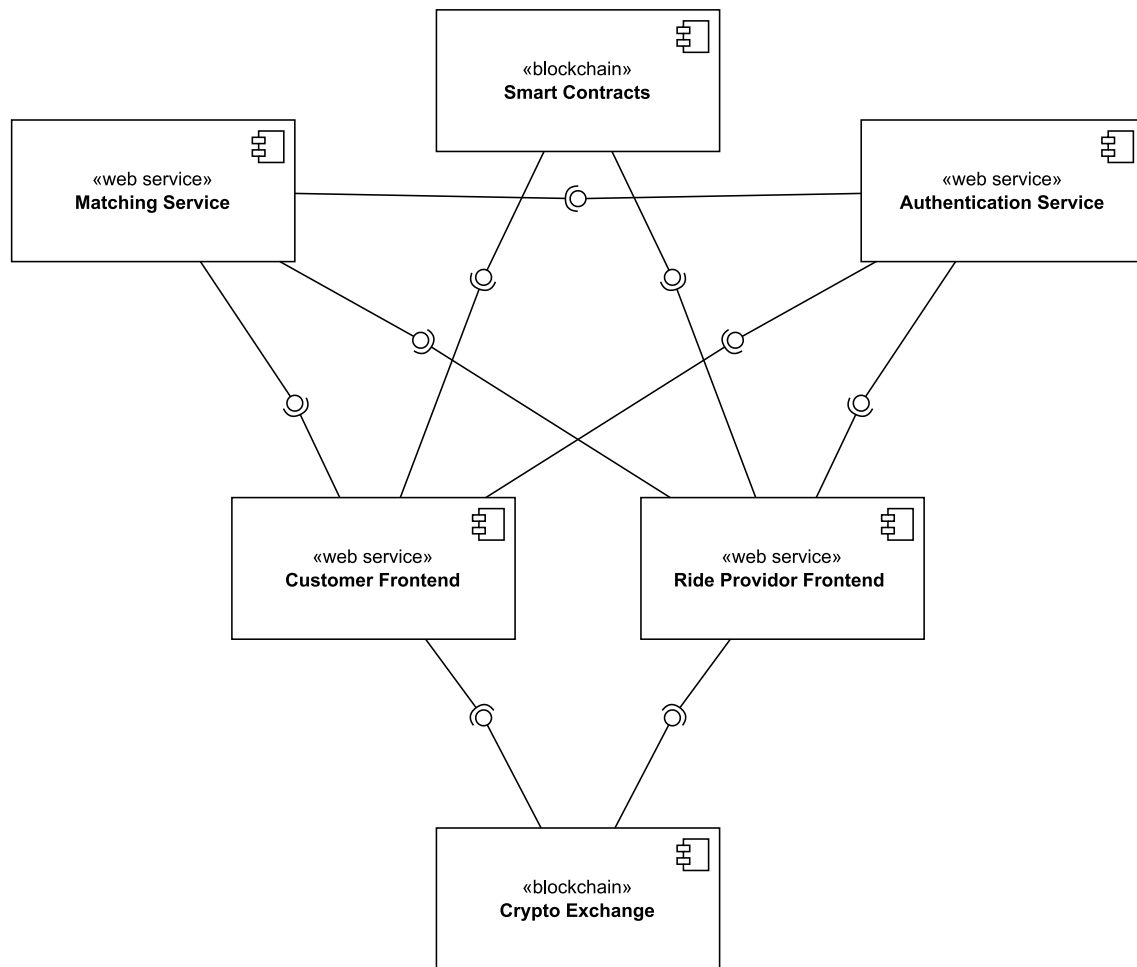 «blockchain»
Smart Contracts
«web service»
Matching Service
«web service»
Authentication Service
«web service»
Customer Frontend
«web service»
Ride Providor Frontend
«blockchain»
Crypto Exchange